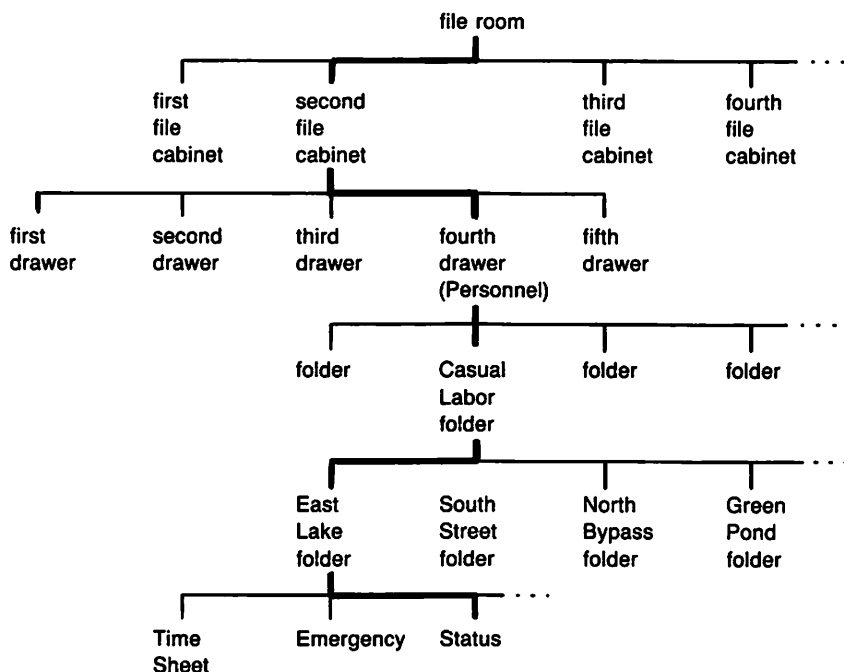 file room
first file cabinet
second file cabinet
third file cabinet
fourth file cabinet
. . .
first drawer
second drawer
third drawer
fourth drawer (Personnel)
fifth drawer
folder
Casual Labor folder
folder
folder
. . .
East Lake folder
South Street folder
North Bypass folder
Green Pond folder
. . .
Time Sheet
Emergency
Status
. . .